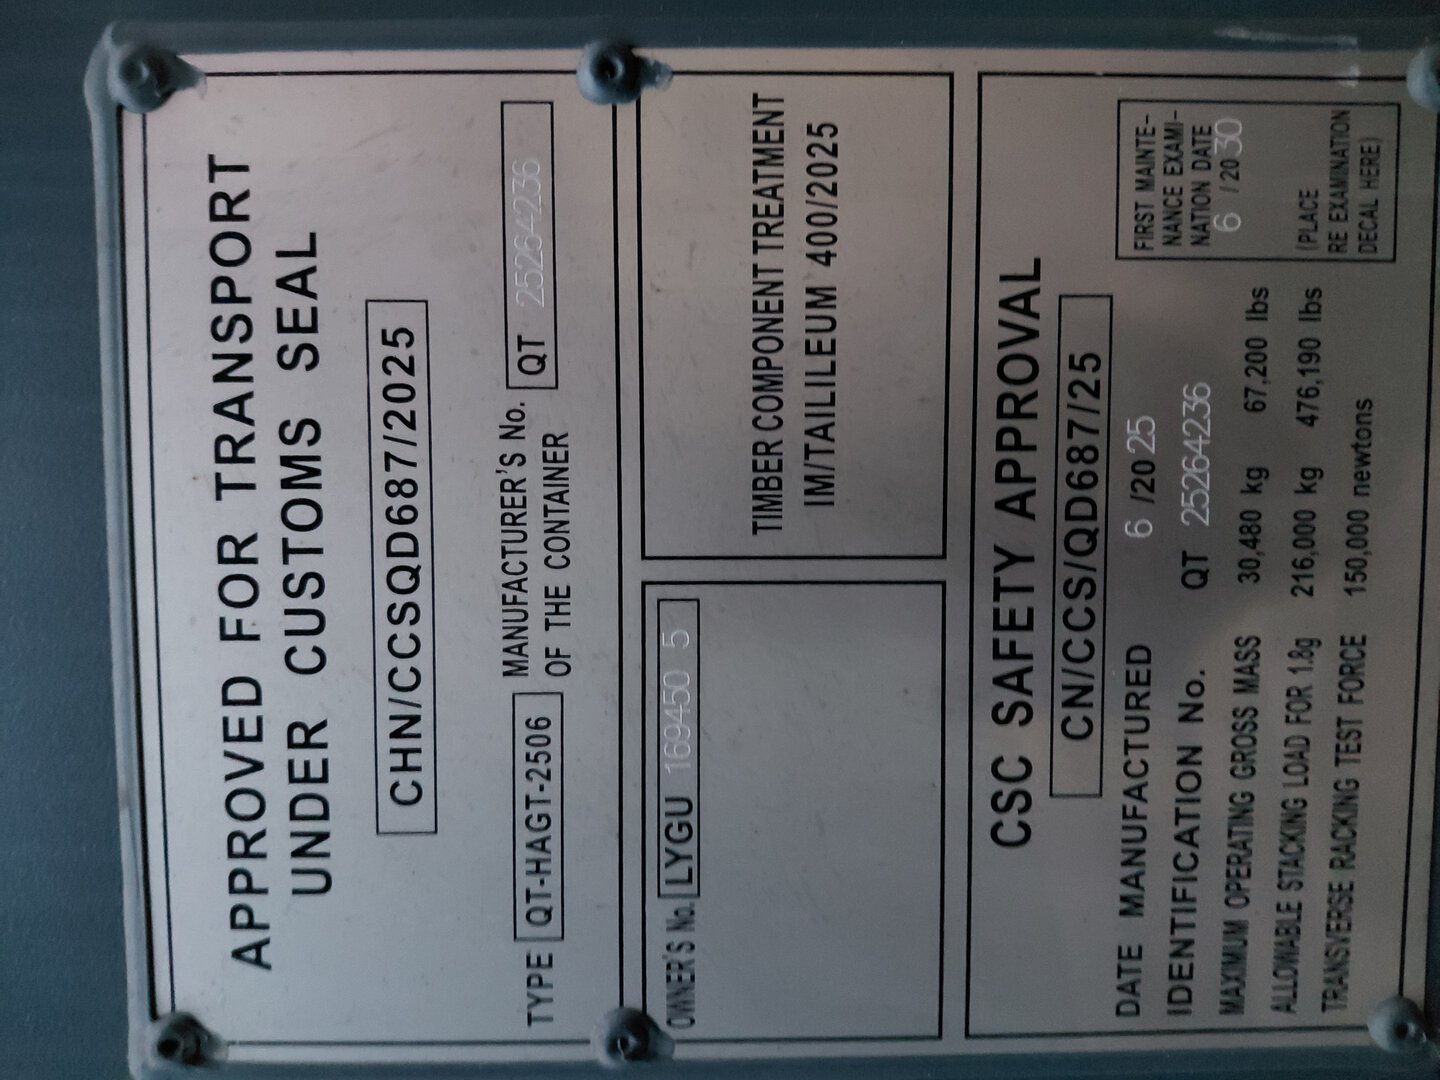 APPROVED FOR TRANSPORT
UNDER CUSTOMS SEAL
CHN/CCSQD687/2025
TYPE QT-HAGT-2506 MANUFACTURER'S No. OF THE CONTAINER QT 25264236
OWNER'S No. LYGU 169450 5
TIMBER COMPONENT TREATMENT
IM/TAILILEUM 400/2025
CSC SAFETY APPROVAL
CN/CCS/QD687/25
DATE MANUFACTURED 6 /2025
IDENTIFICATION No. QT 25264236
MAXIMUM OPERATING GROSS MASS 30,480 kg 67,200 lbs
ALLOWABLE STACKING LOAD FOR 1.8g 216,000 kg 476,190 lbs
TRANSVERSE RACKING TEST FORCE 150,000 newtons
FIRST MAINTE-
NANCE EXAMI-
NATION DATE
6 /2030
(PLACE
RE EXAMINATION
DECAL HERE)